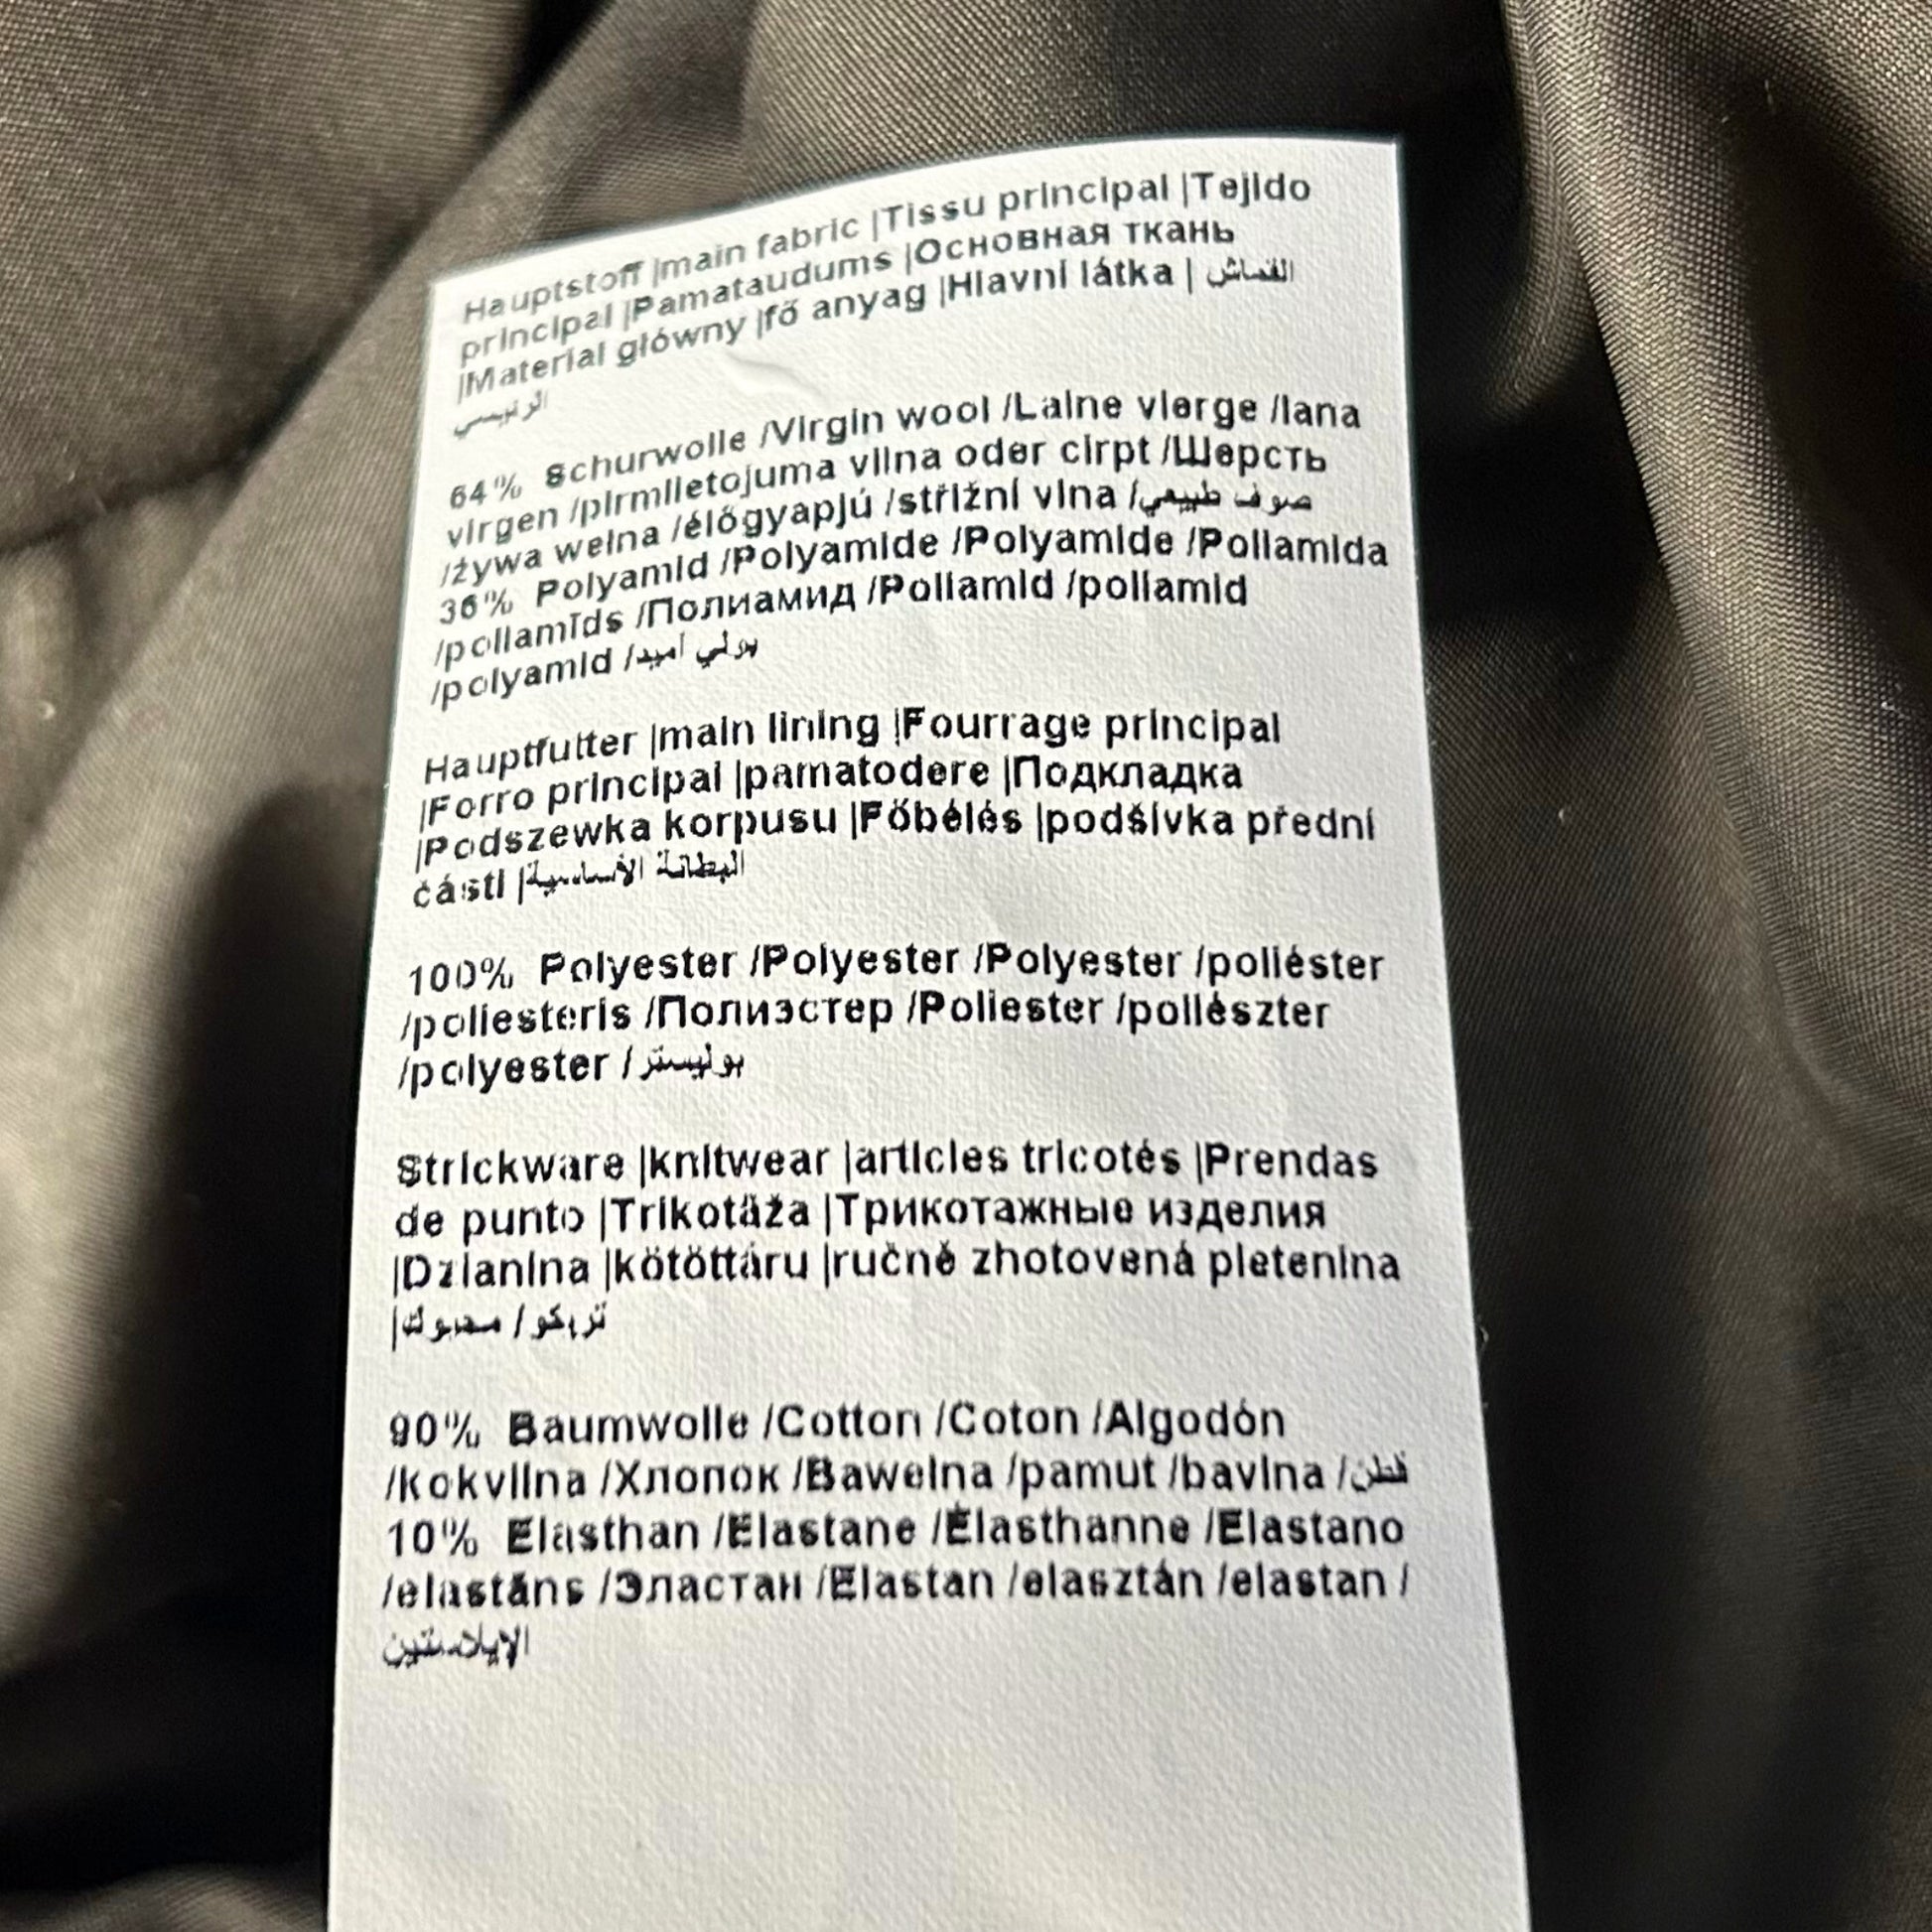 Hauptstoff |main fabric |Tissu principal |Tejido
principal |Pamataudums |Основная ткань
|Material główny |fő anyag |Hlavní látka | القماش
الرئيسي
64% Schurwolle /Virgin wool /Laine vierge /lana
virgen /pirmlietojuma vilna oder cirpt /Шерсть
/żywa wełna /élőgyapjú /střižní vlna /صوف طبيعي
36% Polyamid /Polyamide /Polyamide /Poliamida
/poliamīds /Полиамид /Poliamid /poliamid
/polyamid /بولي أميد
Hauptfutter |main lining |Fourrage principal
|Forro principal |pamatodere |Подкладка
|Podszewka korpusu |Főbélés |podšívka přední
části |البطانة الأساسية
100% Polyester /Polyester /Polyester /poliéster
/poliesteris /Полиэстер /Poliester /poliészter
/polyester / بوليستر
Strickware |knitwear |articles tricotés |Prendas
de punto |Trikotāža |Трикотажные изделия
|Dzianina |kötöttáru |ručně zhotovená pletenina
|تريكو/ محبوك
90% Baumwolle /Cotton /Coton /Algodón
/kokvilna /Хлопок /Bawełna /pamut /bavlna /قطن
10% Elasthan /Elastane /Élasthanne /Elastano
/elastāns /Эластан /Elastan /elasztán /elastan /
الايلاستين